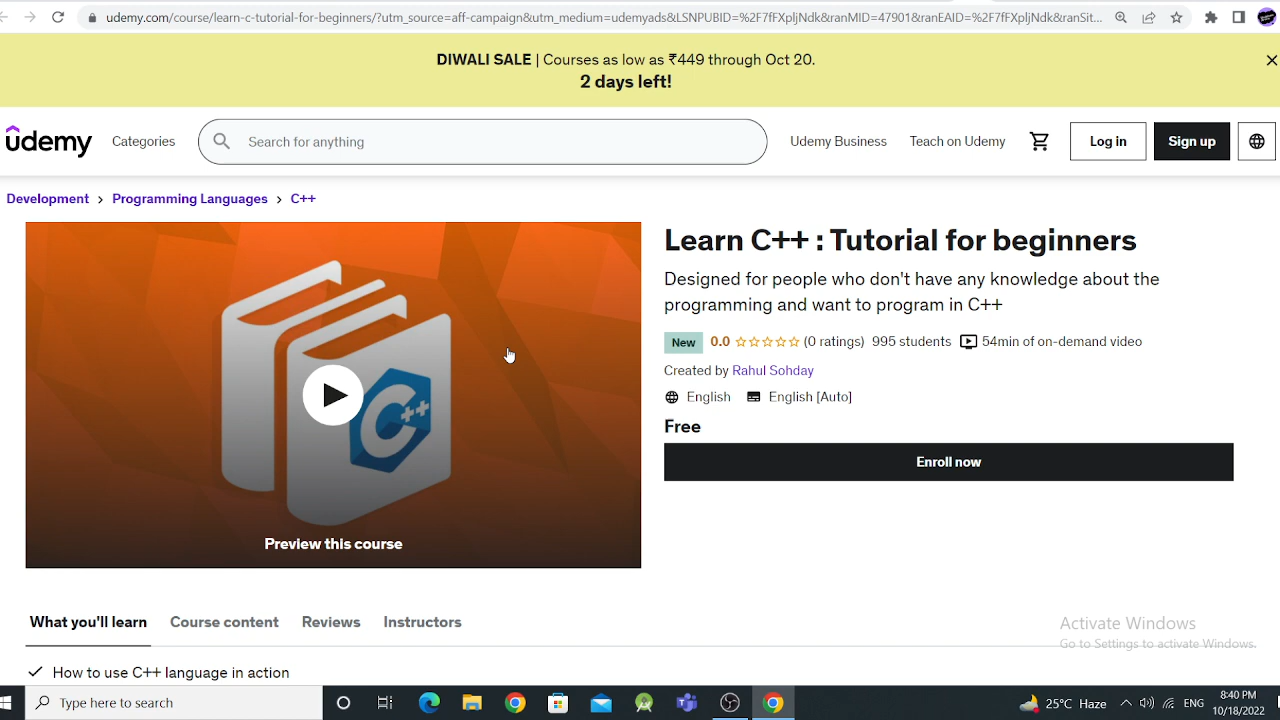 udemy.com/course/learn-c-tutorial-for-beginners/?utm_source=aff-campaign&utm_medium=udemyads&LSNPUBID=%2F7fFXpljNdk&ranMID=47901&ranEAID=%2F7fFXpljNdk&ranSit...
DIWALI SALE | Courses as low as ₹449 through Oct 20.
2 days left!
ûdemy
Categories
Search for anything
Udemy Business
Teach on Udemy
Log in
Sign up
Development > Programming Languages > C++
Learn C++ : Tutorial for beginners
Designed for people who don't have any knowledge about the
programming and want to program in C++
New 0.0 (0 ratings) 995 students 54min of on-demand video
Created by Rahul Sohday
English English [Auto]
Free
Enroll now
C++
Preview this course
What you'll learn
Course content
Reviews
Instructors
Activate Windows
Go to Settings to activate Windows.
How to use C++ language in action
Type here to search
25°C Haze
ENG
8:40 PM
10/18/2022